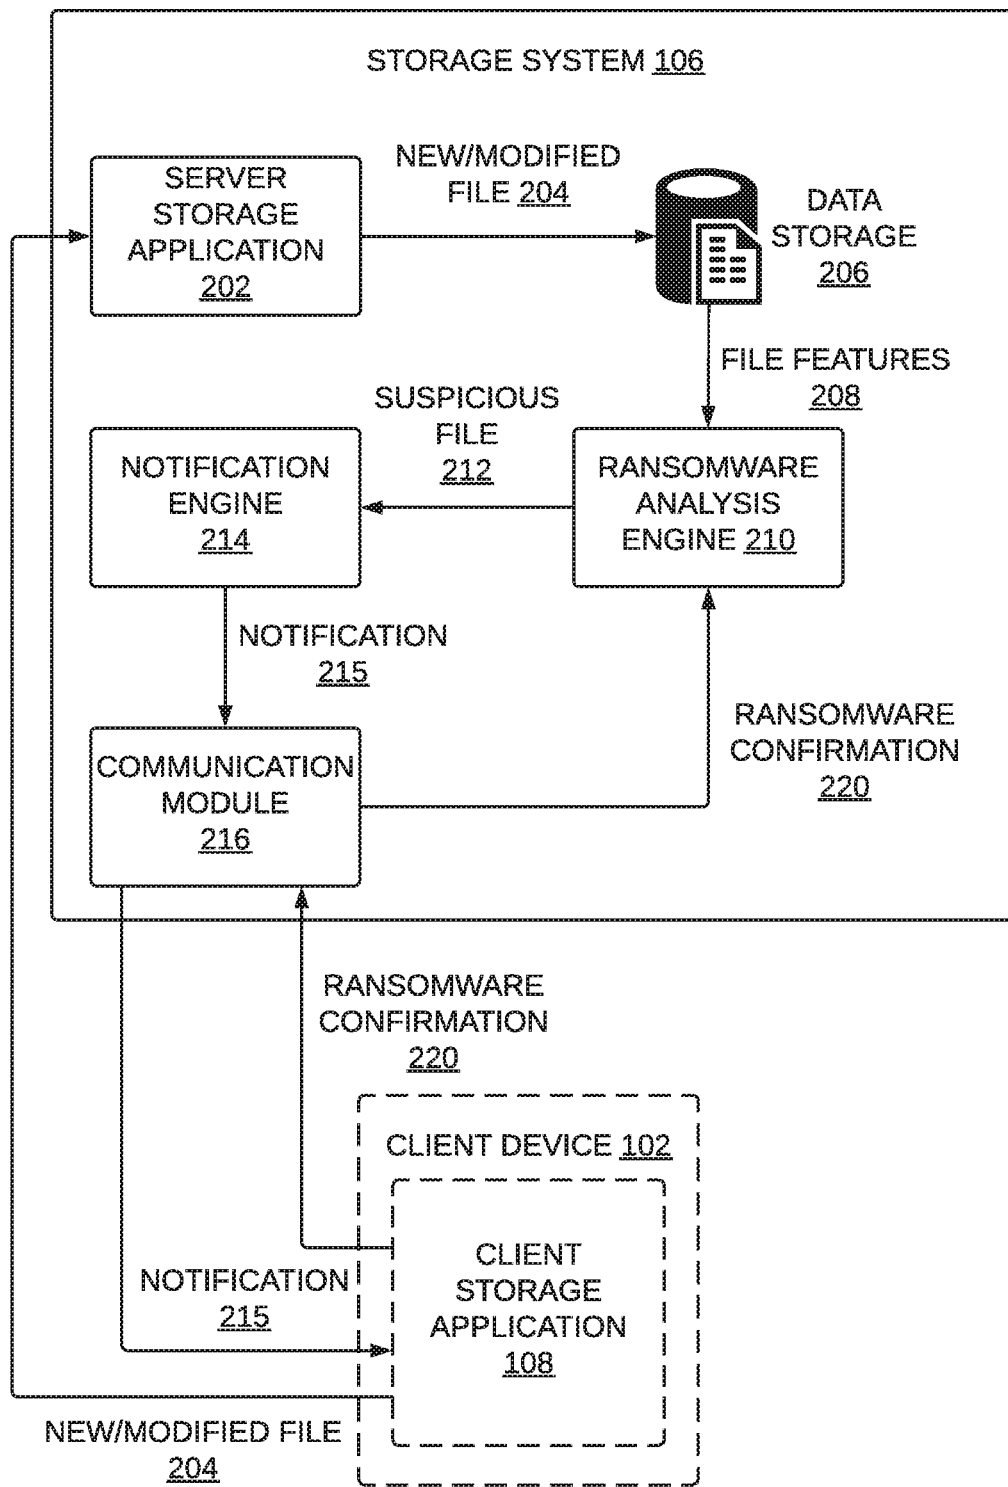 STORAGE SYSTEM 106
SERVER
STORAGE
APPLICATION
202
NEW/MODIFIED
FILE 204
DATA
STORAGE
206
FILE FEATURES
208
SUSPICIOUS
FILE
212
NOTIFICATION
ENGINE
214
RANSOMWARE
ANALYSIS
ENGINE 210
NOTIFICATION
215
RANSOMWARE
CONFIRMATION
220
COMMUNICATION
MODULE
216
RANSOMWARE
CONFIRMATION
220
CLIENT DEVICE 102
CLIENT
STORAGE
APPLICATION
108
NOTIFICATION
215
NEW/MODIFIED FILE
204